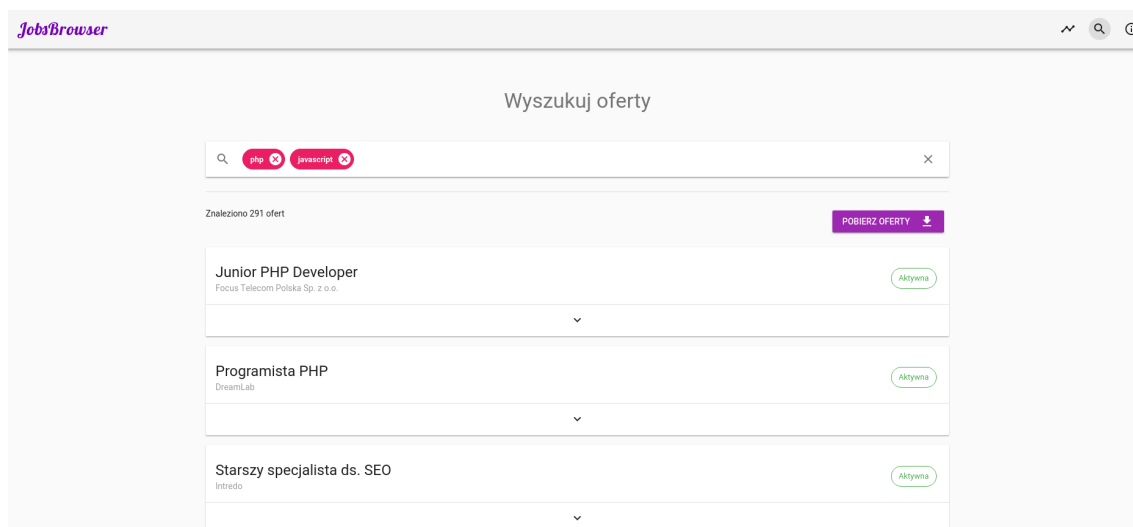 JobsBrowser
Wyszukuj oferty
php javascript
Znaleziono 291 ofert
POBIERZ OFERTY
Junior PHP Developer
Focus Telecom Polska Sp. z o.o.
Aktywna
Programista PHP
DreamLab
Aktywna
Starszy specjalista ds. SEO
Intredo
Aktywna